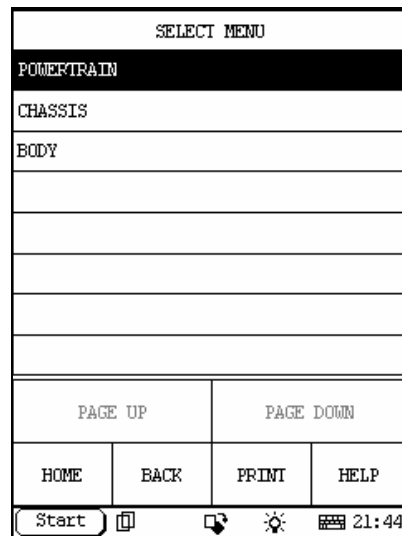 SELECT MENU
POWERTRAIN
CHASSIS
BODY
PAGE UP PAGE DOWN
HOME BACK PRINT HELP
Start 21:44